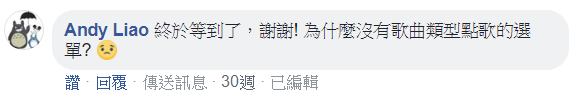 Andy Liao 終於等到了，謝謝! 為什麼沒有歌曲類型點歌的選
單? 😟
讚 · 回覆 · 傳送訊息 · 30週 · 已編輯